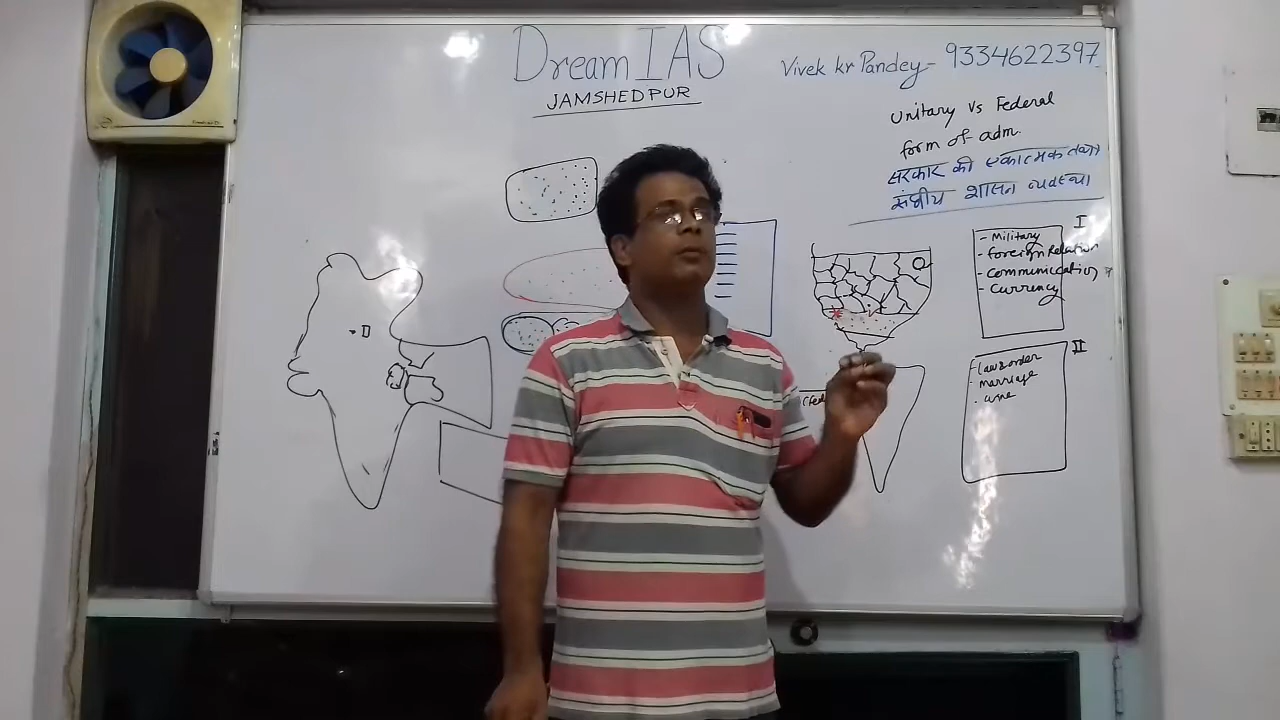 Dream IAS
JAMSHEDPUR
Vivek kr Pandey- 9334622397
Unitary Vs Federal
form of adm.
सरकार की एकात्मक तथा
संघीय शासन व्यवस्था
I
- Military
- foreign Relation
- communication
- Currency
II
- Law & order
- marriage
D
(Fed